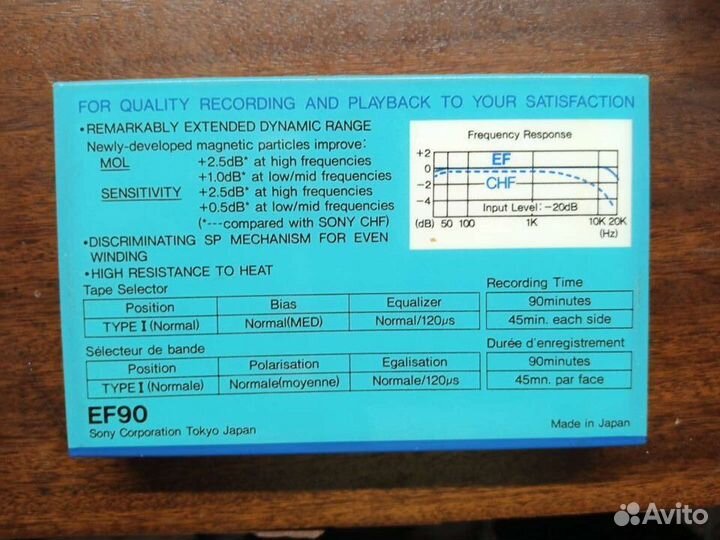 FOR QUALITY RECORDING AND PLAYBACK TO YOUR SATISFACTION
•REMARKABLY EXTENDED DYNAMIC RANGE
Newly-developed magnetic particles improve:
MOL +2.5dB* at high frequencies
+1.0dB* at low/mid frequencies
SENSITIVITY +2.5dB* at high frequencies
+0.5dB* at low/mid frequencies
(*---compared with SONY CHF)
•DISCRIMINATING SP MECHANISM FOR EVEN
WINDING
•HIGH RESISTANCE TO HEAT
Frequency Response
+2
0
−2
−4
(dB)
EF
CHF
Input Level: −20dB
50 100 1K 10K 20K
(Hz)
Tape Selector
Position Bias Equalizer
TYPE I (Normal) Normal(MED) Normal/120μs
Recording Time
90minutes
45min. each side
Sélecteur de bande
Position Polarisation Egalisation
TYPE I (Normale) Normale(moyenne) Normale/120μs
Durée d'enregistrement
90minutes
45mn. par face
EF90
Sony Corporation Tokyo Japan
Made in Japan
Avito